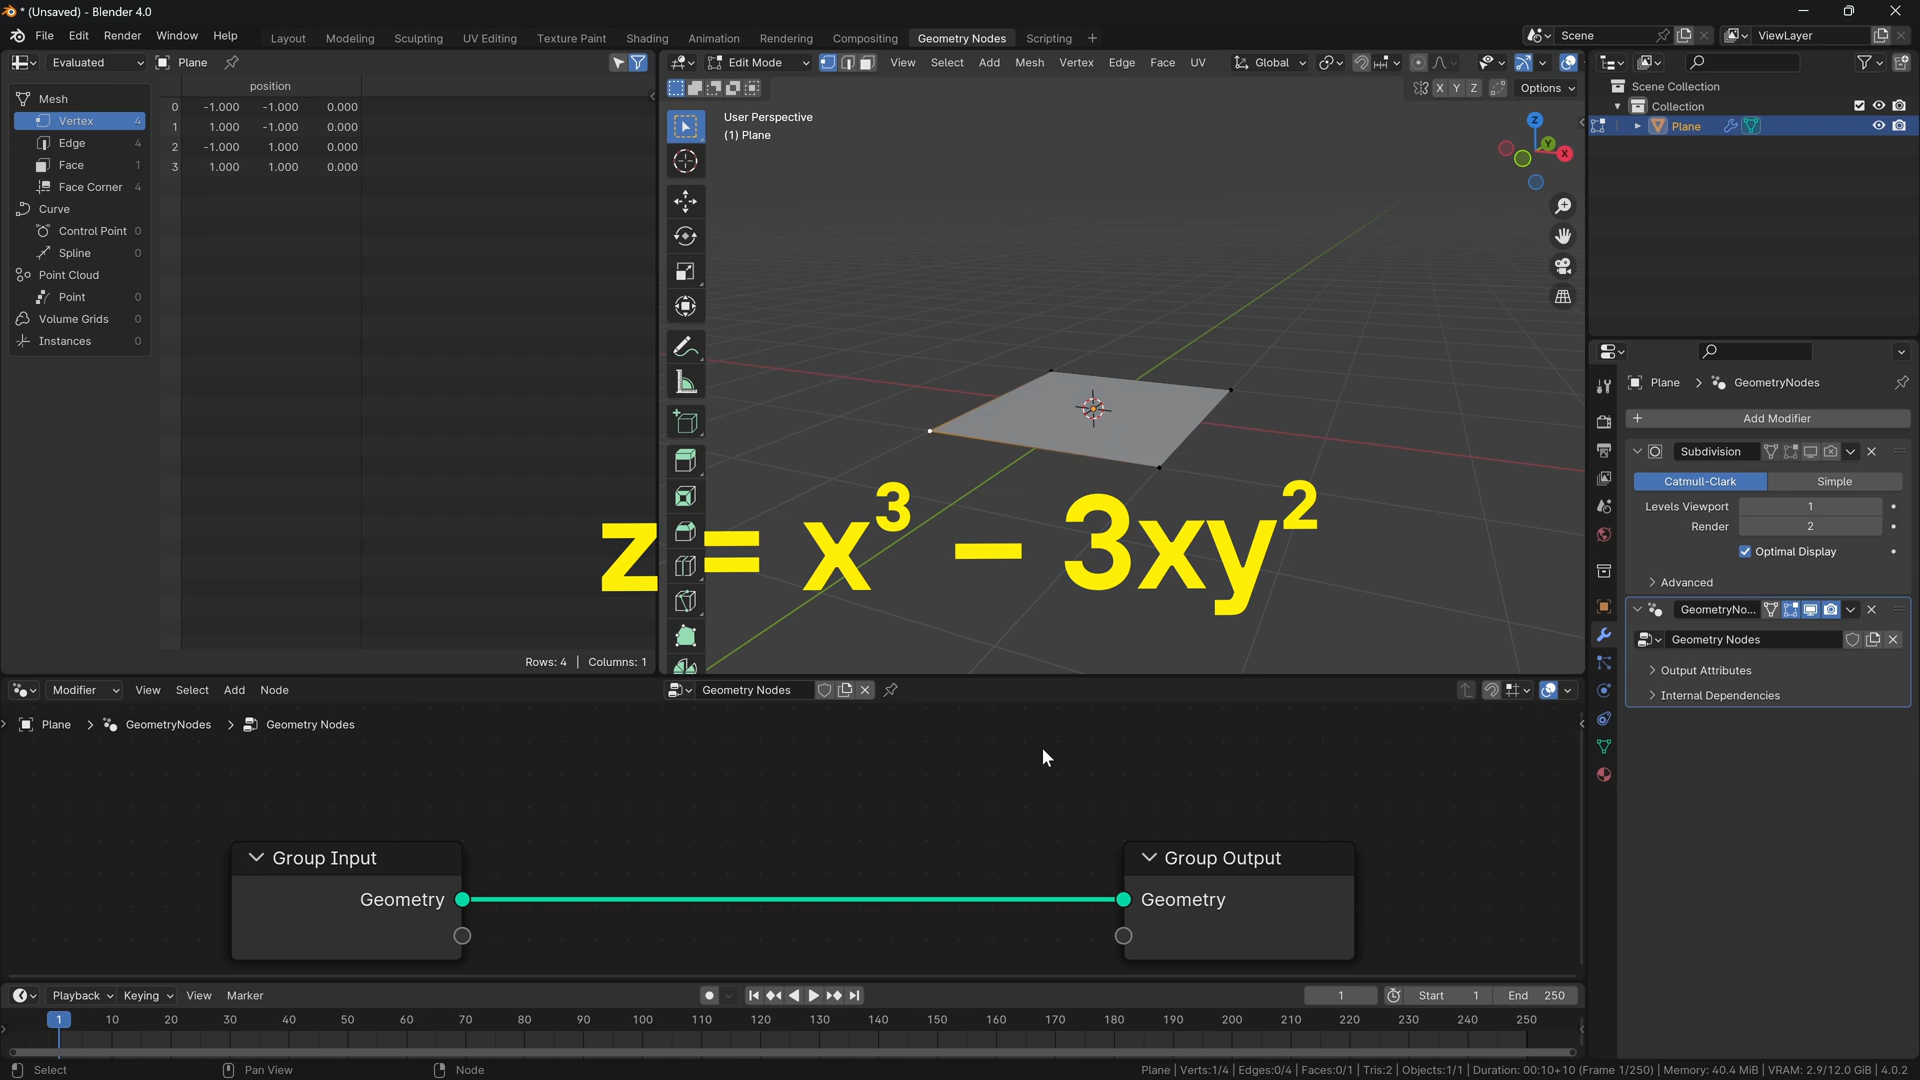 * (Unsaved) - Blender 4.0
File Edit Render Window Help Layout Modeling Sculpting UV Editing Texture Paint Shading Animation Rendering Compositing Geometry Nodes Scripting + Scene ViewLayer
Evaluated Plane
Edit Mode View Select Add Mesh Vertex Edge Face UV Global
X Y Z Options
position
Mesh
Vertex 4
Edge 4
Face 1
Face Corner 4
Curve
Control Point 0
Spline 0
Point Cloud
Point 0
Volume Grids 0
Instances 0
0 -1.000 -1.000 0.000
1 1.000 -1.000 0.000
2 -1.000 1.000 0.000
3 1.000 1.000 0.000
Rows: 4 | Columns: 1
User Perspective
(1) Plane
Z
Y
X
z = x³ – 3xy²
Scene Collection
Collection
Plane
Plane > GeometryNodes
+ Add Modifier
Subdivision
Catmull-Clark Simple
Levels Viewport 1
Render 2
Optimal Display
Advanced
GeometryNo...
Geometry Nodes
Output Attributes
Internal Dependencies
Modifier View Select Add Node Geometry Nodes
Plane > GeometryNodes > Geometry Nodes
Group Input
Geometry
Group Output
Geometry
Playback Keying View Marker 1 Start 1 End 250
1 10 20 30 40 50 60 70 80 90 100 110 120 130 140 150 160 170 180 190 200 210 220 230 240 250
Select Pan View Node Plane | Verts:1/4 | Edges:0/4 | Faces:0/1 | Tris:2 | Objects:1/1 | Duration: 00:10+10 (Frame 1/250) | Memory: 40.4 MiB | VRAM: 2.9/12.0 GiB | 4.0.2